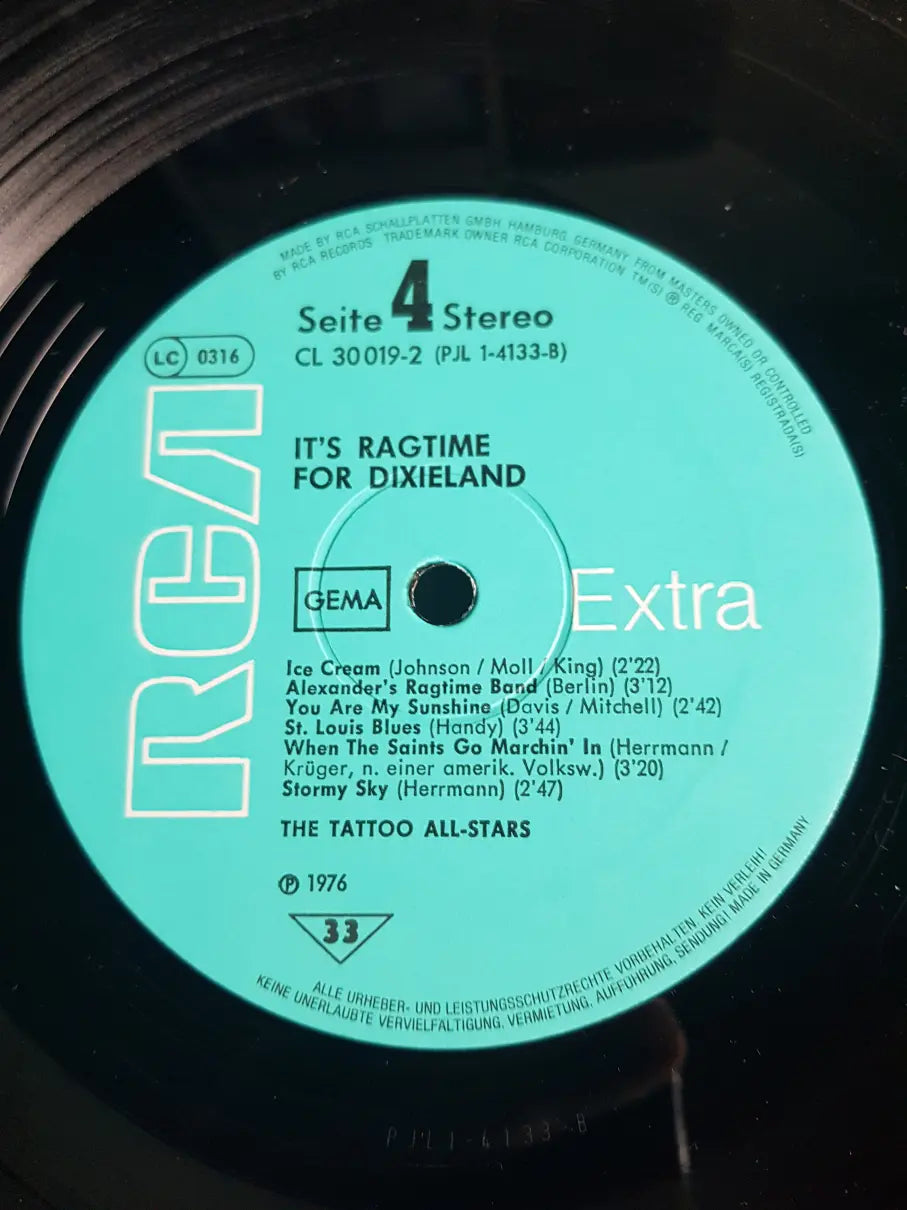 MADE BY RCA SCHALLPLATTEN GMBH, HAMBURG, GERMANY, FROM MASTERS OWNED OR CONTROLLED
BY RCA RECORDS TRADEMARK OWNER RCA CORPORATION TM(S) ® REG. MARCA(S) REGISTRADA(S)
Seite 4 Stereo
CL 30019-2 (PJL 1-4133-B)
LC 0316
RCA
IT'S RAGTIME
FOR DIXIELAND
GEMA
Extra
Ice Cream (Johnson / Moll / King) (2'22)
Alexander's Ragtime Band (Berlin) (3'12)
You Are My Sunshine (Davis / Mitchell) (2'42)
St. Louis Blues (Handy) (3'44)
When The Saints Go Marchin' In (Herrmann /
Krüger, n. einer amerik. Volksw.) (3'20)
Stormy Sky (Herrmann) (2'47)
THE TATTOO ALL-STARS
℗ 1976
33
ALLE URHEBER- UND LEISTUNGSSCHUTZRECHTE VORBEHALTEN. KEIN VERLEIH!
KEINE UNERLAUBTE VERVIELFÄLTIGUNG, VERMIETUNG, AUFFÜHRUNG, SENDUNG! MADE IN GERMANY
PJL1-4133-B